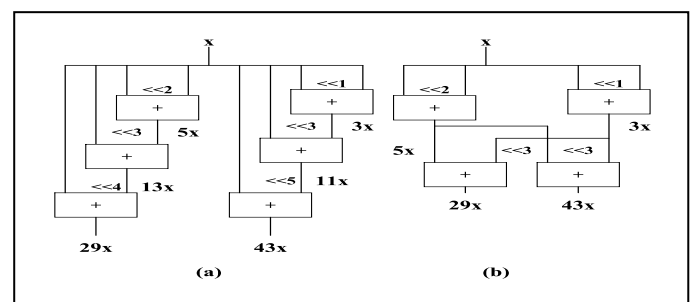 x x
<<2 <<1 <<2 <<1
+ + + +
<<3 5x <<3 3x 3x
5x <<3 <<3
+ +
<<4 13x <<5 11x + +
+ + 29x 43x
29x 43x
(a) (b)